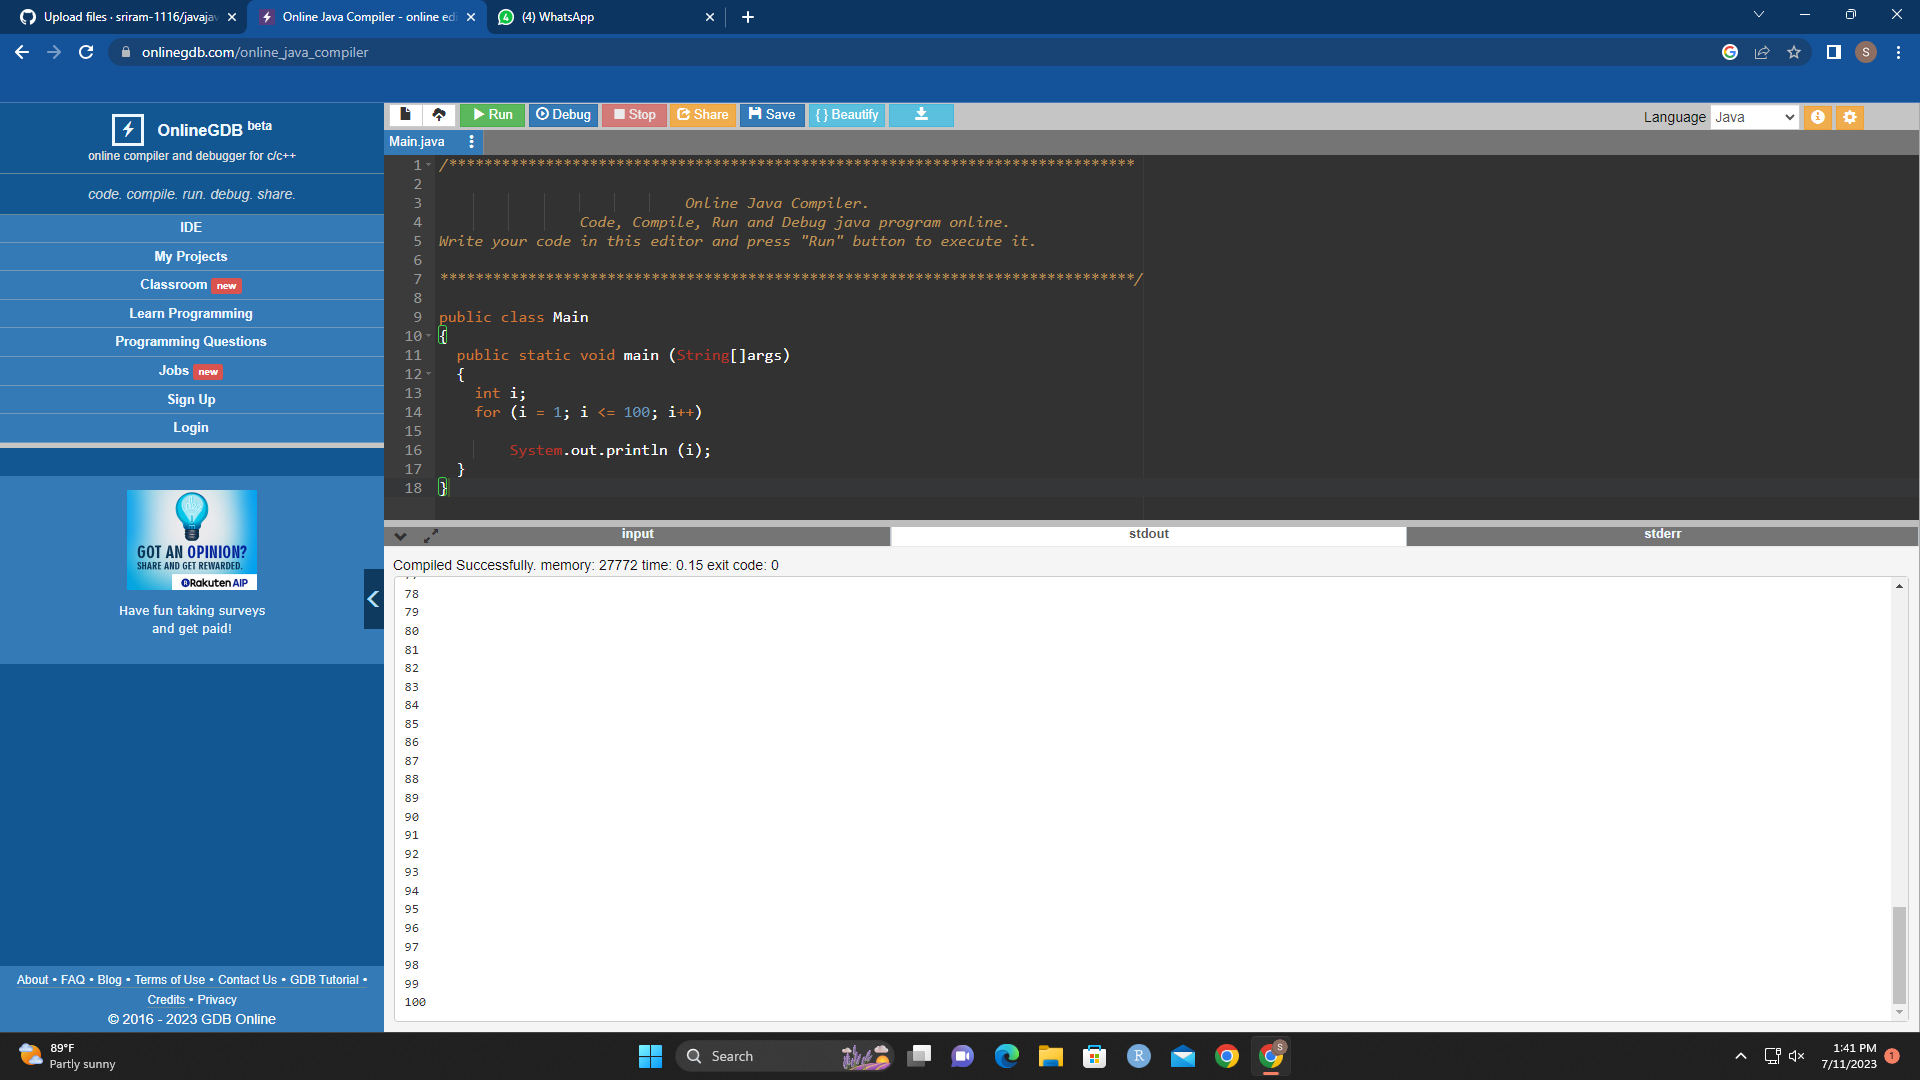 Upload files · sriram-1116/javajav
Online Java Compiler - online edi
(4) WhatsApp
onlinegdb.com/online_java_compiler
S
OnlineGDB beta
online compiler and debugger for c/c++
code. compile. run. debug. share.
IDE
My Projects
Classroom new
Learn Programming
Programming Questions
Jobs new
Sign Up
Login
GOT AN OPINION?
SHARE AND GET REWARDED.
Rakuten AIP
Have fun taking surveys
and get paid!
About • FAQ • Blog • Terms of Use • Contact Us • GDB Tutorial •
Credits • Privacy
© 2016 - 2023 GDB Online
Run Debug Stop Share Save { } Beautify
Language Java
Main.java
1 /******************************************************************************
2
3 Online Java Compiler.
4 Code, Compile, Run and Debug java program online.
5 Write your code in this editor and press "Run" button to execute it.
6
7 *******************************************************************************/
8
9 public class Main
10 {
11 public static void main (String[]args)
12 {
13 int i;
14 for (i = 1; i <= 100; i++)
15
16 System.out.println (i);
17 }
18 }
input stdout stderr
Compiled Successfully. memory: 27772 time: 0.15 exit code: 0
78
79
80
81
82
83
84
85
86
87
88
89
90
91
92
93
94
95
96
97
98
99
100
89°F
Partly sunny
Search
R
S
1:41 PM
7/11/2023
1